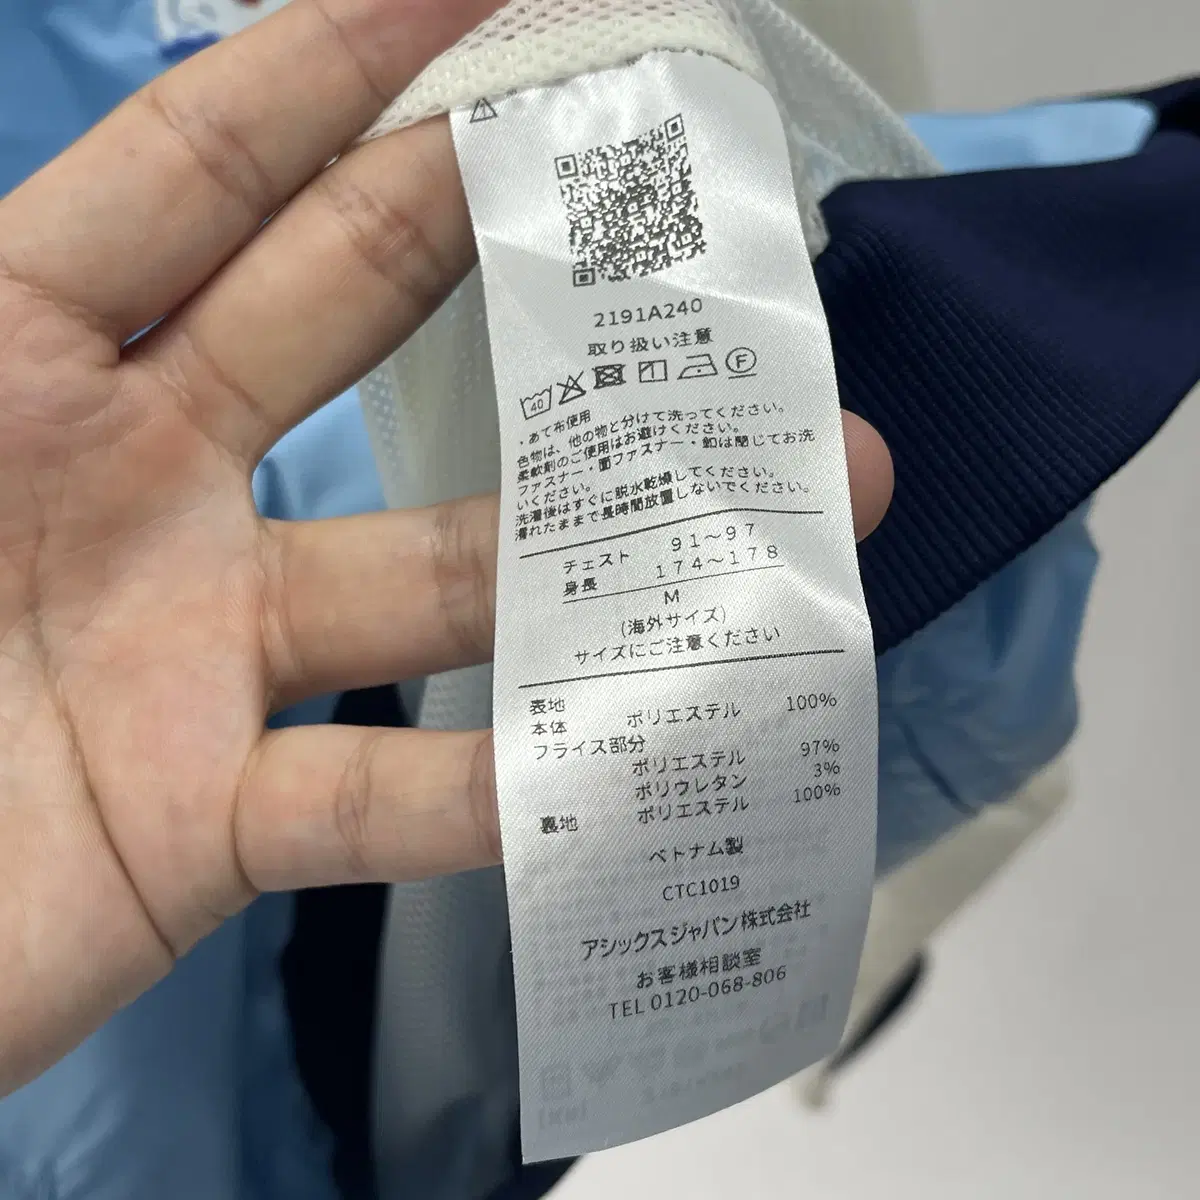 2191A240
取り扱い注意
40
F
・あて布使用
色物は、他の物と分けて洗ってください。
柔軟剤のご使用はお避けください。
ファスナー・面ファスナー・釦は閉じてお洗
いください。
洗濯後はすぐに脱水乾燥してください。
濡れたままで長時間放置しないでください。
チェスト 91～97
身長 174～178
M
(海外サイズ)
サイズにご注意ください
表地
本体 ポリエステル 100%
フライス部分
ポリエステル 97%
ポリウレタン 3%
裏地 ポリエステル 100%
ベトナム製
CTC1019
アシックスジャパン株式会社
お客様相談室
TEL 0120-068-806